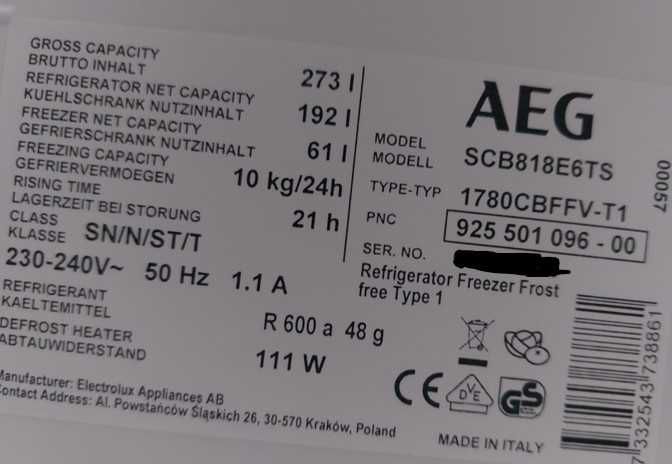 GROSS CAPACITY
BRUTTO INHALT 273 l
REFRIGERATOR NET CAPACITY
KUEHLSCHRANK NUTZINHALT 192 l
FREEZER NET CAPACITY
GEFRIERSCHRANK NUTZINHALT 61 l
FREEZING CAPACITY
GEFRIERVERMOEGEN 10 kg/24h
RISING TIME
LAGERZEIT BEI STORUNG 21 h
CLASS
KLASSE SN/N/ST/T
230-240V~ 50 Hz 1.1 A
REFRIGERANT
KAELTEMITTEL R 600 a 48 g
DEFROST HEATER
ABTAUWIDERSTAND 111 W
Manufacturer: Electrolux Appliances AB
Contact Address: Al. Powstańców Śląskich 26, 30-570 Kraków, Poland
AEG
MODEL
MODELL SCB818E6TS
TYPE-TYP 1780CBFFV-T1
PNC 925 501 096 - 00
SER. NO.
Refrigerator Freezer Frost
free Type 1
CE
DVE
GS
MADE IN ITALY
00057
7332543738861